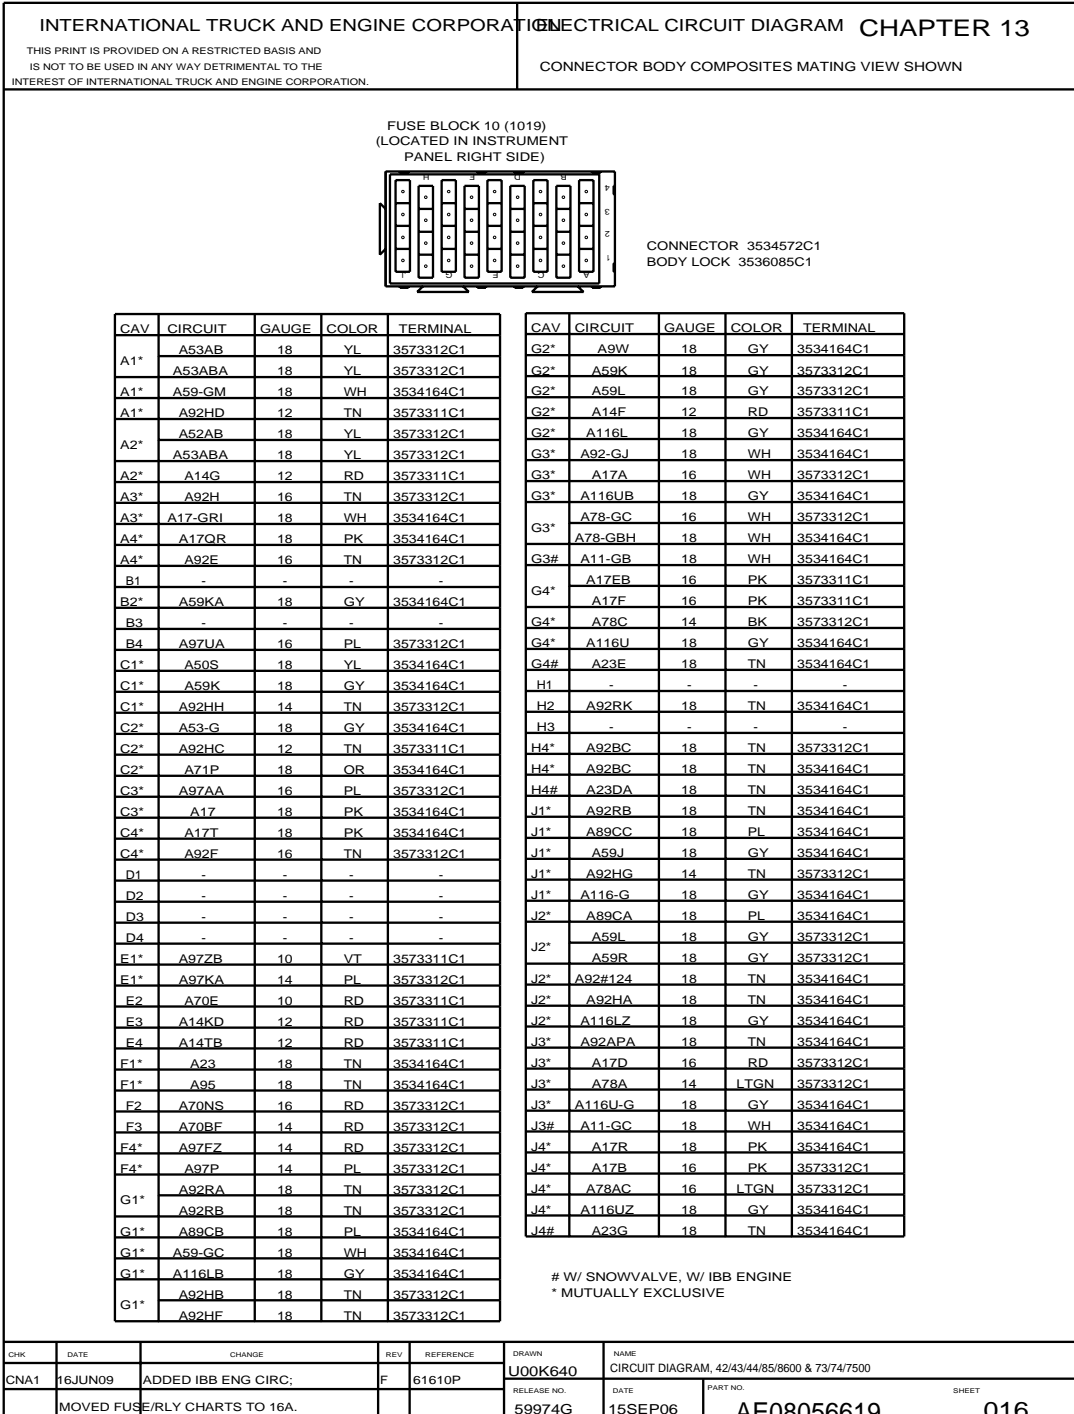 INTERNATIONAL TRUCK AND ENGINE CORPORATION
ELECTRICAL CIRCUIT DIAGRAM CHAPTER 13
THIS PRINT IS PROVIDED ON A RESTRICTED BASIS AND
IS NOT TO BE USED IN ANY WAY DETRIMENTAL TO THE
INTEREST OF INTERNATIONAL TRUCK AND ENGINE CORPORATION.
CONNECTOR BODY COMPOSITES MATING VIEW SHOWN
FUSE BLOCK 10 (1019)
(LOCATED IN INSTRUMENT
PANEL RIGHT SIDE)
H E D B
4
3
2
1
J G E C A
CONNECTOR 3534572C1
BODY LOCK 3536085C1
CAV CIRCUIT GAUGE COLOR TERMINAL
A1* A53AB 18 YL 3573312C1
A53ABA 18 YL 3573312C1
A1* A59-GM 18 WH 3534164C1
A1* A92HD 12 TN 3573311C1
A2* A52AB 18 YL 3573312C1
A53ABA 18 YL 3573312C1
A2* A14G 12 RD 3573311C1
A3* A92H 16 TN 3573312C1
A3* A17-GRI 18 WH 3534164C1
A4* A17QR 18 PK 3534164C1
A4* A92E 16 TN 3573312C1
B1 - - - -
B2* A59KA 18 GY 3534164C1
B3 - - - -
B4 A97UA 16 PL 3573312C1
C1* A50S 18 YL 3534164C1
C1* A59K 18 GY 3534164C1
C1* A92HH 14 TN 3573312C1
C2* A53-G 18 GY 3534164C1
C2* A92HC 12 TN 3573311C1
C2* A71P 18 OR 3534164C1
C3* A97AA 16 PL 3573312C1
C3* A17 18 PK 3534164C1
C4* A17T 18 PK 3534164C1
C4* A92F 16 TN 3573312C1
D1 - - - -
D2 - - - -
D3 - - - -
D4 - - - -
E1* A97ZB 10 VT 3573311C1
E1* A97KA 14 PL 3573312C1
E2 A70E 10 RD 3573311C1
E3 A14KD 12 RD 3573311C1
E4 A14TB 12 RD 3573311C1
F1* A23 18 TN 3534164C1
F1* A95 18 TN 3534164C1
F2 A70NS 16 RD 3573312C1
F3 A70BF 14 RD 3573312C1
F4* A97FZ 14 RD 3573312C1
F4* A97P 14 PL 3573312C1
G1* A92RA 18 TN 3573312C1
A92RB 18 TN 3573312C1
G1* A89CB 18 PL 3534164C1
G1* A59-GC 18 WH 3534164C1
G1* A116LB 18 GY 3534164C1
G1* A92HB 18 TN 3573312C1
A92HF 18 TN 3573312C1
CAV CIRCUIT GAUGE COLOR TERMINAL
G2* A9W 18 GY 3534164C1
G2* A59K 18 GY 3573312C1
G2* A59L 18 GY 3573312C1
G2* A14F 12 RD 3573311C1
G2* A116L 18 GY 3534164C1
G3* A92-GJ 18 WH 3534164C1
G3* A17A 16 WH 3573312C1
G3* A116UB 18 GY 3534164C1
G3* A78-GC 16 WH 3573312C1
A78-GBH 18 WH 3534164C1
G3# A11-GB 18 WH 3534164C1
G4* A17EB 16 PK 3573311C1
A17F 16 PK 3573311C1
G4* A78C 14 BK 3573312C1
G4* A116U 18 GY 3534164C1
G4# A23E 18 TN 3534164C1
H1 - - - -
H2 A92RK 18 TN 3534164C1
H3 - - - -
H4* A92BC 18 TN 3573312C1
H4* A92BC 18 TN 3534164C1
H4# A23DA 18 TN 3534164C1
J1* A92RB 18 TN 3534164C1
J1* A89CC 18 PL 3534164C1
J1* A59J 18 GY 3534164C1
J1* A92HG 14 TN 3573312C1
J1* A116-G 18 GY 3534164C1
J2* A89CA 18 PL 3534164C1
J2* A59L 18 GY 3573312C1
A59R 18 GY 3573312C1
J2* A92#124 18 TN 3534164C1
J2* A92HA 18 TN 3534164C1
J2* A116LZ 18 GY 3534164C1
J3* A92APA 18 TN 3534164C1
J3* A17D 16 RD 3573312C1
J3* A78A 14 LTGN 3573312C1
J3* A116U-G 18 GY 3534164C1
J3# A11-GC 18 WH 3534164C1
J4* A17R 18 PK 3534164C1
J4* A17B 16 PK 3573312C1
J4* A78AC 16 LTGN 3573312C1
J4* A116UZ 18 GY 3534164C1
J4# A23G 18 TN 3534164C1
# W/ SNOWVALVE, W/ IBB ENGINE
* MUTUALLY EXCLUSIVE
CHK DATE CHANGE REV REFERENCE
CNA1 16JUN09 ADDED IBB ENG CIRC; F 61610P
MOVED FUSE/RLY CHARTS TO 16A.
DRAWN
U00K640
NAME
CIRCUIT DIAGRAM, 42/43/44/85/8600 & 73/74/7500
RELEASE NO. DATE PART NO. SHEET
59974G 15SEP06 AE08056619 016